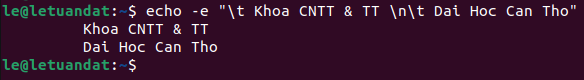 le@letuandat:~$ echo -e "\t Khoa CNTT & TT \n\t Dai Hoc Can Tho"
Khoa CNTT & TT
Dai Hoc Can Tho
le@letuandat:~$